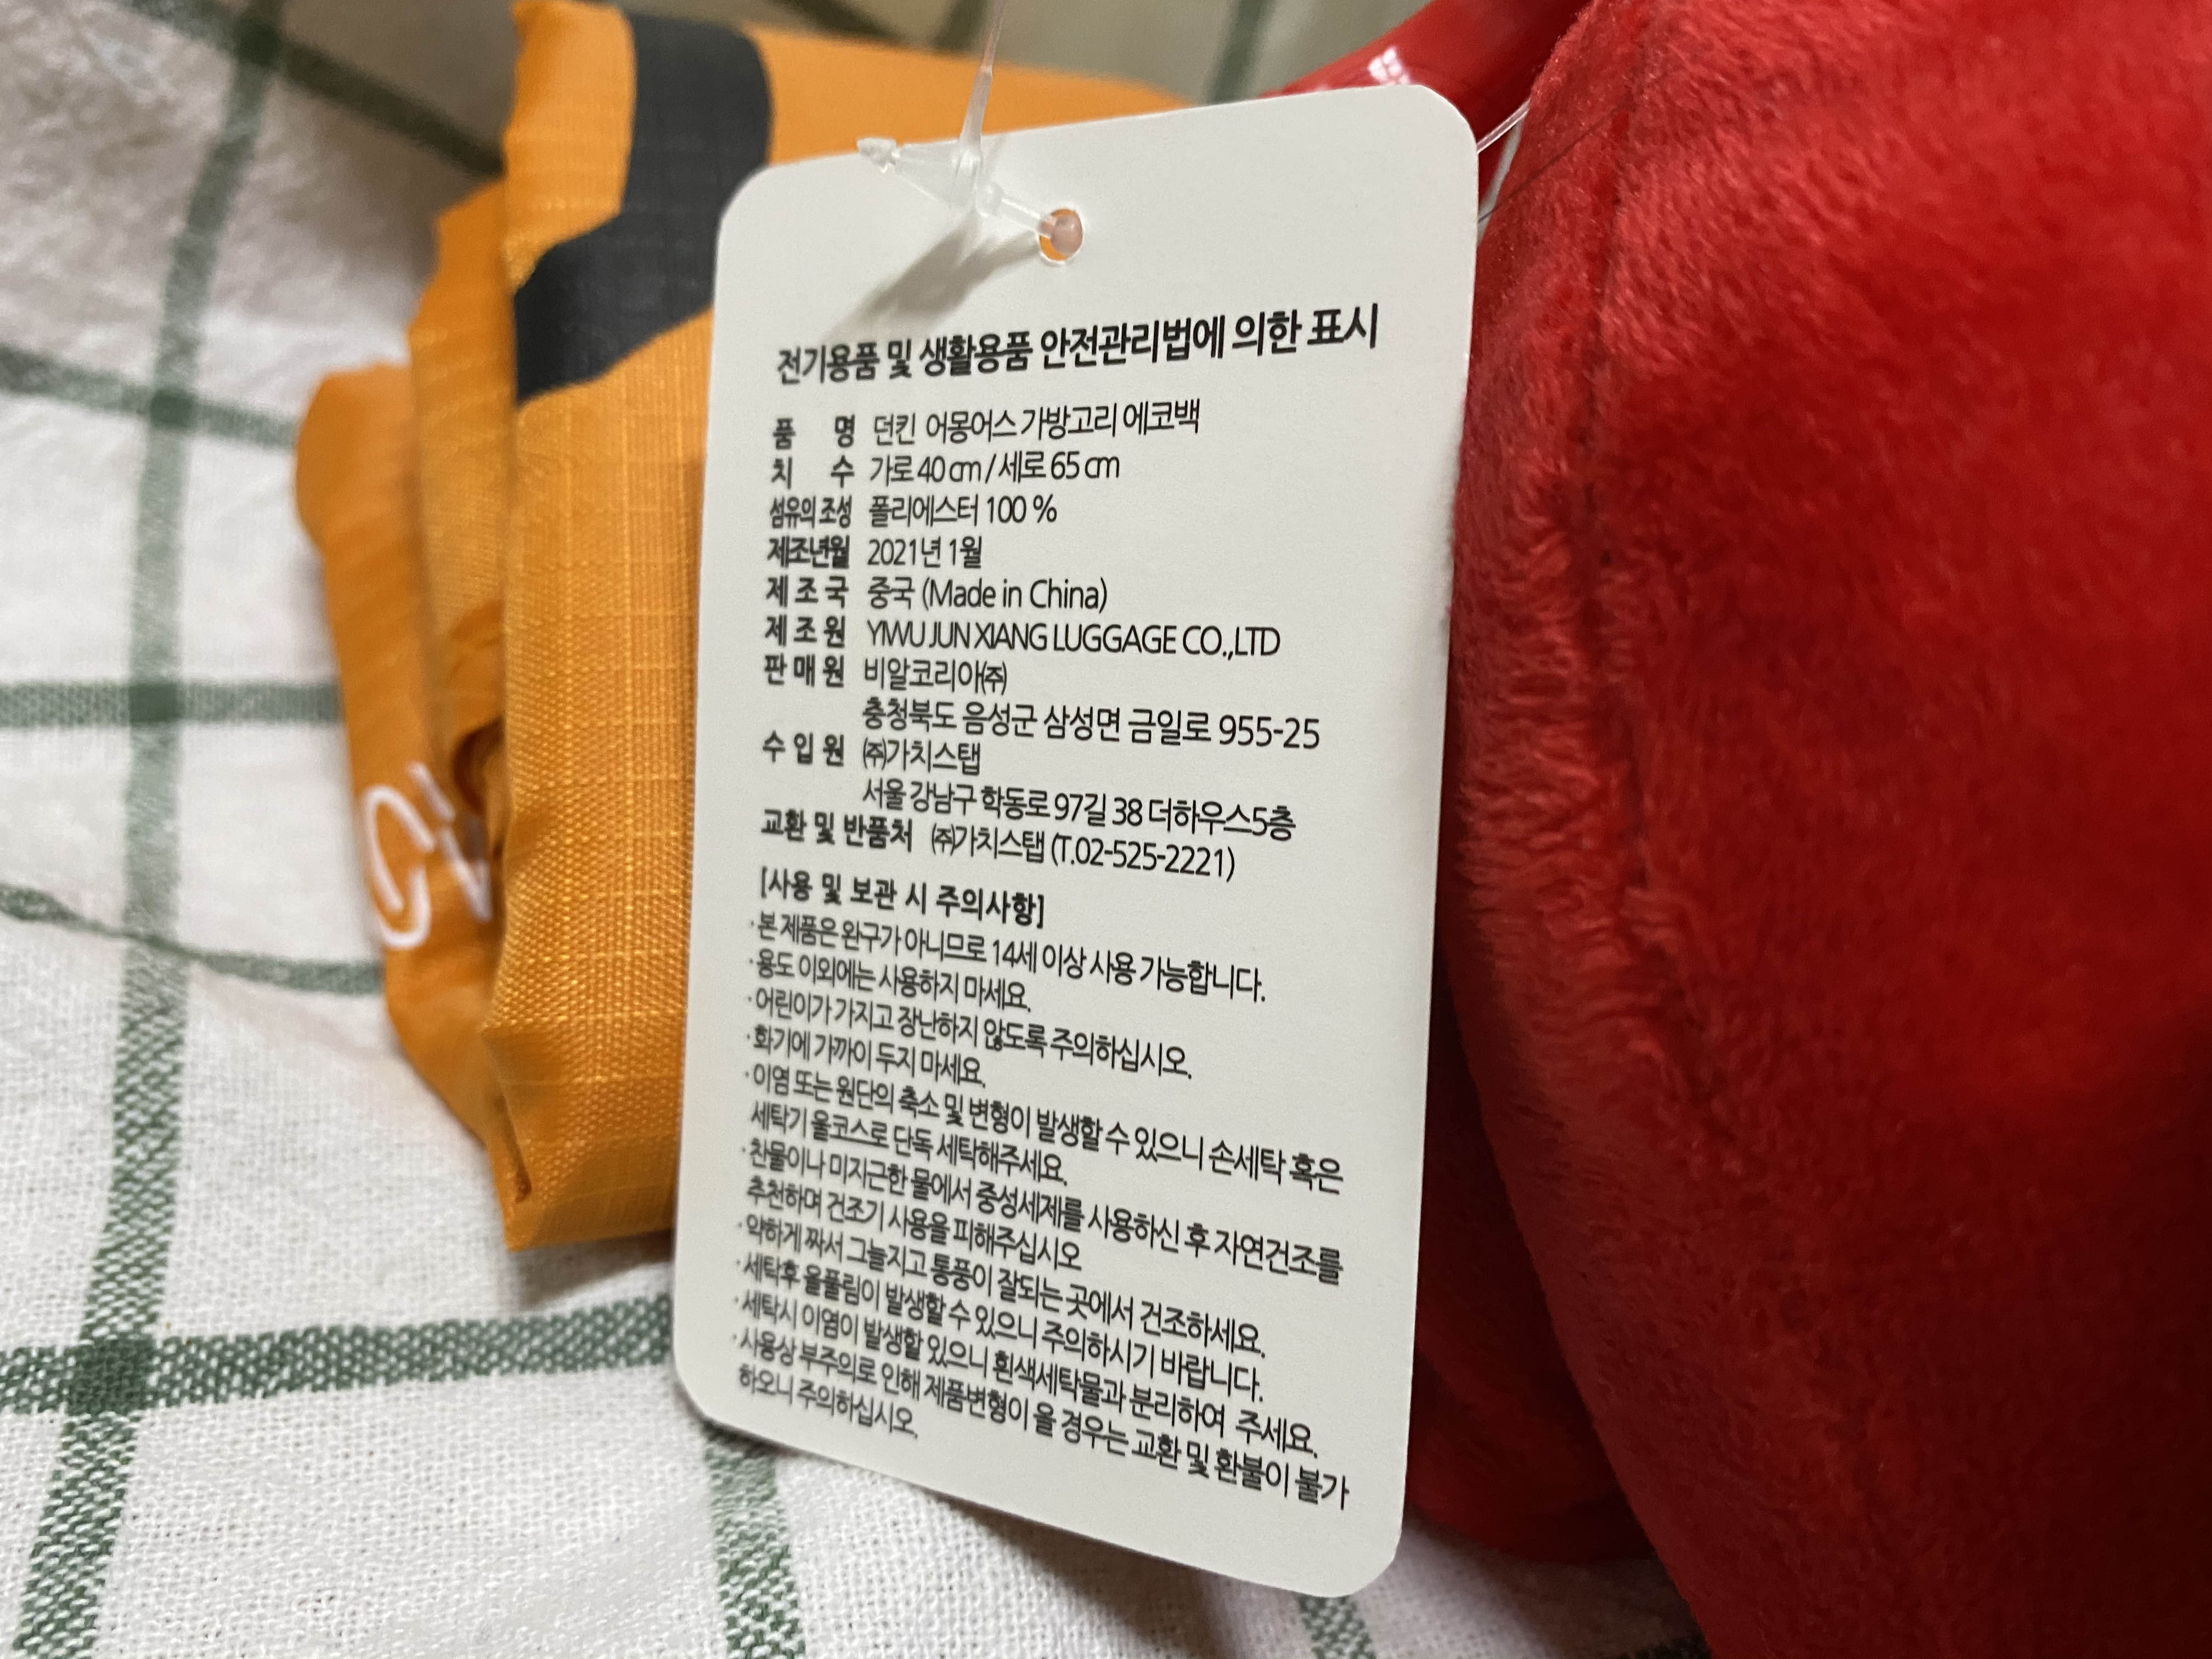 전기용품 및 생활용품 안전관리법에 의한 표시
품 명 던킨 어몽어스 가방고리 에코백
치 수 가로 40 cm / 세로 65 cm
섬유의 조성 폴리에스터 100 %
제조년월 2021년 1월
제 조 국 중국 (Made in China)
제 조 원 YIWU JUN XIANG LUGGAGE CO.,LTD
판 매 원 비알코리아㈜
충청북도 음성군 삼성면 금일로 955-25
수 입 원 ㈜가치스탭
서울 강남구 학동로 97길 38 더하우스5층
교환 및 반품처 ㈜가치스탭 (T.02-525-2221)
[사용 및 보관 시 주의사항]
· 본 제품은 완구가 아니므로 14세 이상 사용 가능합니다.
· 용도 이외에는 사용하지 마세요.
· 어린이가 가지고 장난하지 않도록 주의하십시오.
· 화기에 가까이 두지 마세요.
· 이염 또는 원단의 축소 및 변형이 발생할 수 있으니 손세탁 혹은
세탁기 울코스로 단독 세탁해주세요.
· 찬물이나 미지근한 물에서 중성세제를 사용하신 후 자연건조를
추천하며 건조기 사용을 피해주십시오
· 약하게 짜서 그늘지고 통풍이 잘되는 곳에서 건조하세요.
· 세탁후 올풀림이 발생할 수 있으니 주의하시기 바랍니다.
· 세탁시 이염이 발생할 있으니 흰색세탁물과 분리하여 주세요.
· 사용상 부주의로 인해 제품변형이 올 경우는 교환 및 환불이 불가
하오니 주의하십시오.